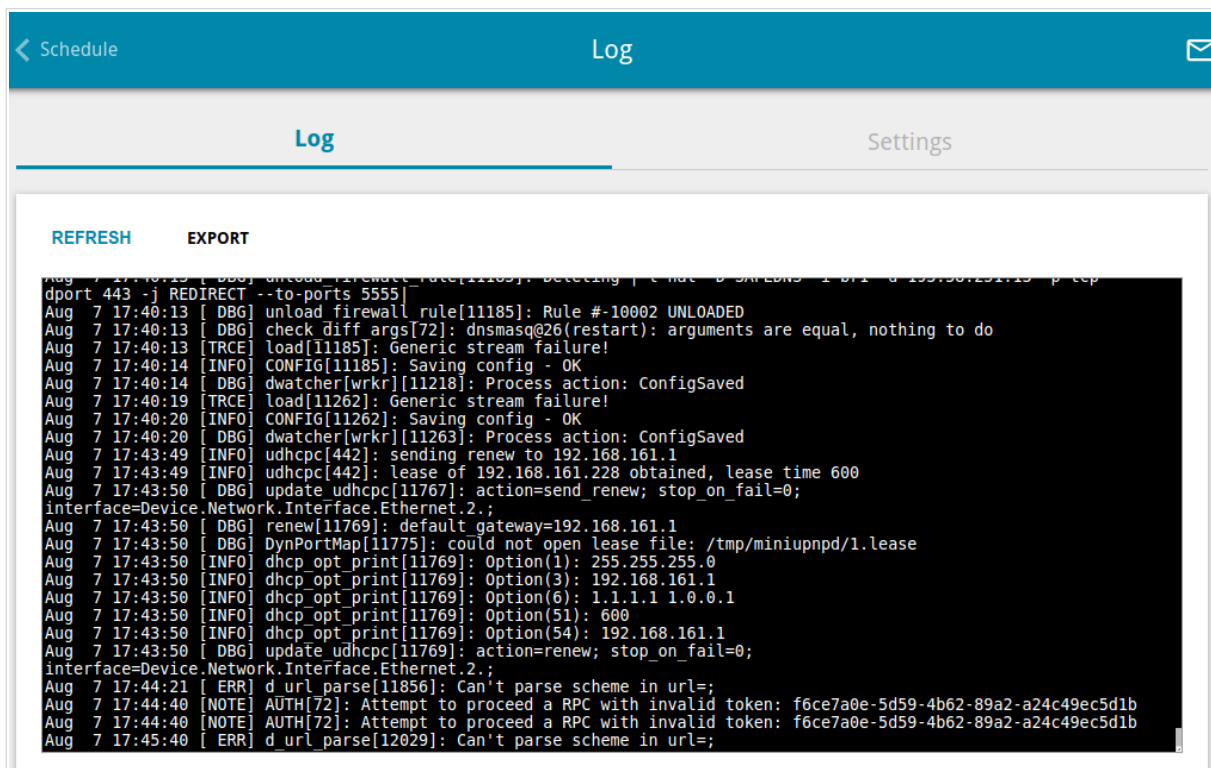 Schedule
Log
Log
Settings
REFRESH
EXPORT
dport 443 -j REDIRECT --to-ports 5555|
Aug  7 17:40:13 [ DBG] unload_firewall_rule[11185]: Rule #-10002 UNLOADED
Aug  7 17:40:13 [ DBG] check_diff_args[72]: dnsmasq@26(restart): arguments are equal, nothing to do
Aug  7 17:40:13 [TRCE] load[11185]: Generic stream failure!
Aug  7 17:40:14 [INFO] CONFIG[11185]: Saving config - OK
Aug  7 17:40:14 [ DBG] dwatcher[wrkr][11218]: Process action: ConfigSaved
Aug  7 17:40:19 [TRCE] load[11262]: Generic stream failure!
Aug  7 17:40:20 [INFO] CONFIG[11262]: Saving config - OK
Aug  7 17:40:20 [ DBG] dwatcher[wrkr][11263]: Process action: ConfigSaved
Aug  7 17:43:49 [INFO] udhcpc[442]: sending renew to 192.168.161.1
Aug  7 17:43:49 [INFO] udhcpc[442]: lease of 192.168.161.228 obtained, lease time 600
Aug  7 17:43:50 [ DBG] update_udhcpc[11767]: action=send_renew; stop_on_fail=0;
interface=Device.Network.Interface.Ethernet.2.;
Aug  7 17:43:50 [ DBG] renew[11769]: default_gateway=192.168.161.1
Aug  7 17:43:50 [ DBG] DynPortMap[11775]: could not open lease file: /tmp/miniupnpd/1.lease
Aug  7 17:43:50 [INFO] dhcp_opt_print[11769]: Option(1): 255.255.255.0
Aug  7 17:43:50 [INFO] dhcp_opt_print[11769]: Option(3): 192.168.161.1
Aug  7 17:43:50 [INFO] dhcp_opt_print[11769]: Option(6): 1.1.1.1 1.0.0.1
Aug  7 17:43:50 [INFO] dhcp_opt_print[11769]: Option(51): 600
Aug  7 17:43:50 [INFO] dhcp_opt_print[11769]: Option(54): 192.168.161.1
Aug  7 17:43:50 [ DBG] update_udhcpc[11769]: action=renew; stop_on_fail=0;
interface=Device.Network.Interface.Ethernet.2.;
Aug  7 17:44:21 [ ERR] d_url_parse[11856]: Can't parse scheme in url=;
Aug  7 17:44:40 [NOTE] AUTH[72]: Attempt to proceed a RPC with invalid token: f6ce7a0e-5d59-4b62-89a2-a24c49ec5d1b
Aug  7 17:44:40 [NOTE] AUTH[72]: Attempt to proceed a RPC with invalid token: f6ce7a0e-5d59-4b62-89a2-a24c49ec5d1b
Aug  7 17:45:40 [ ERR] d_url_parse[12029]: Can't parse scheme in url=;